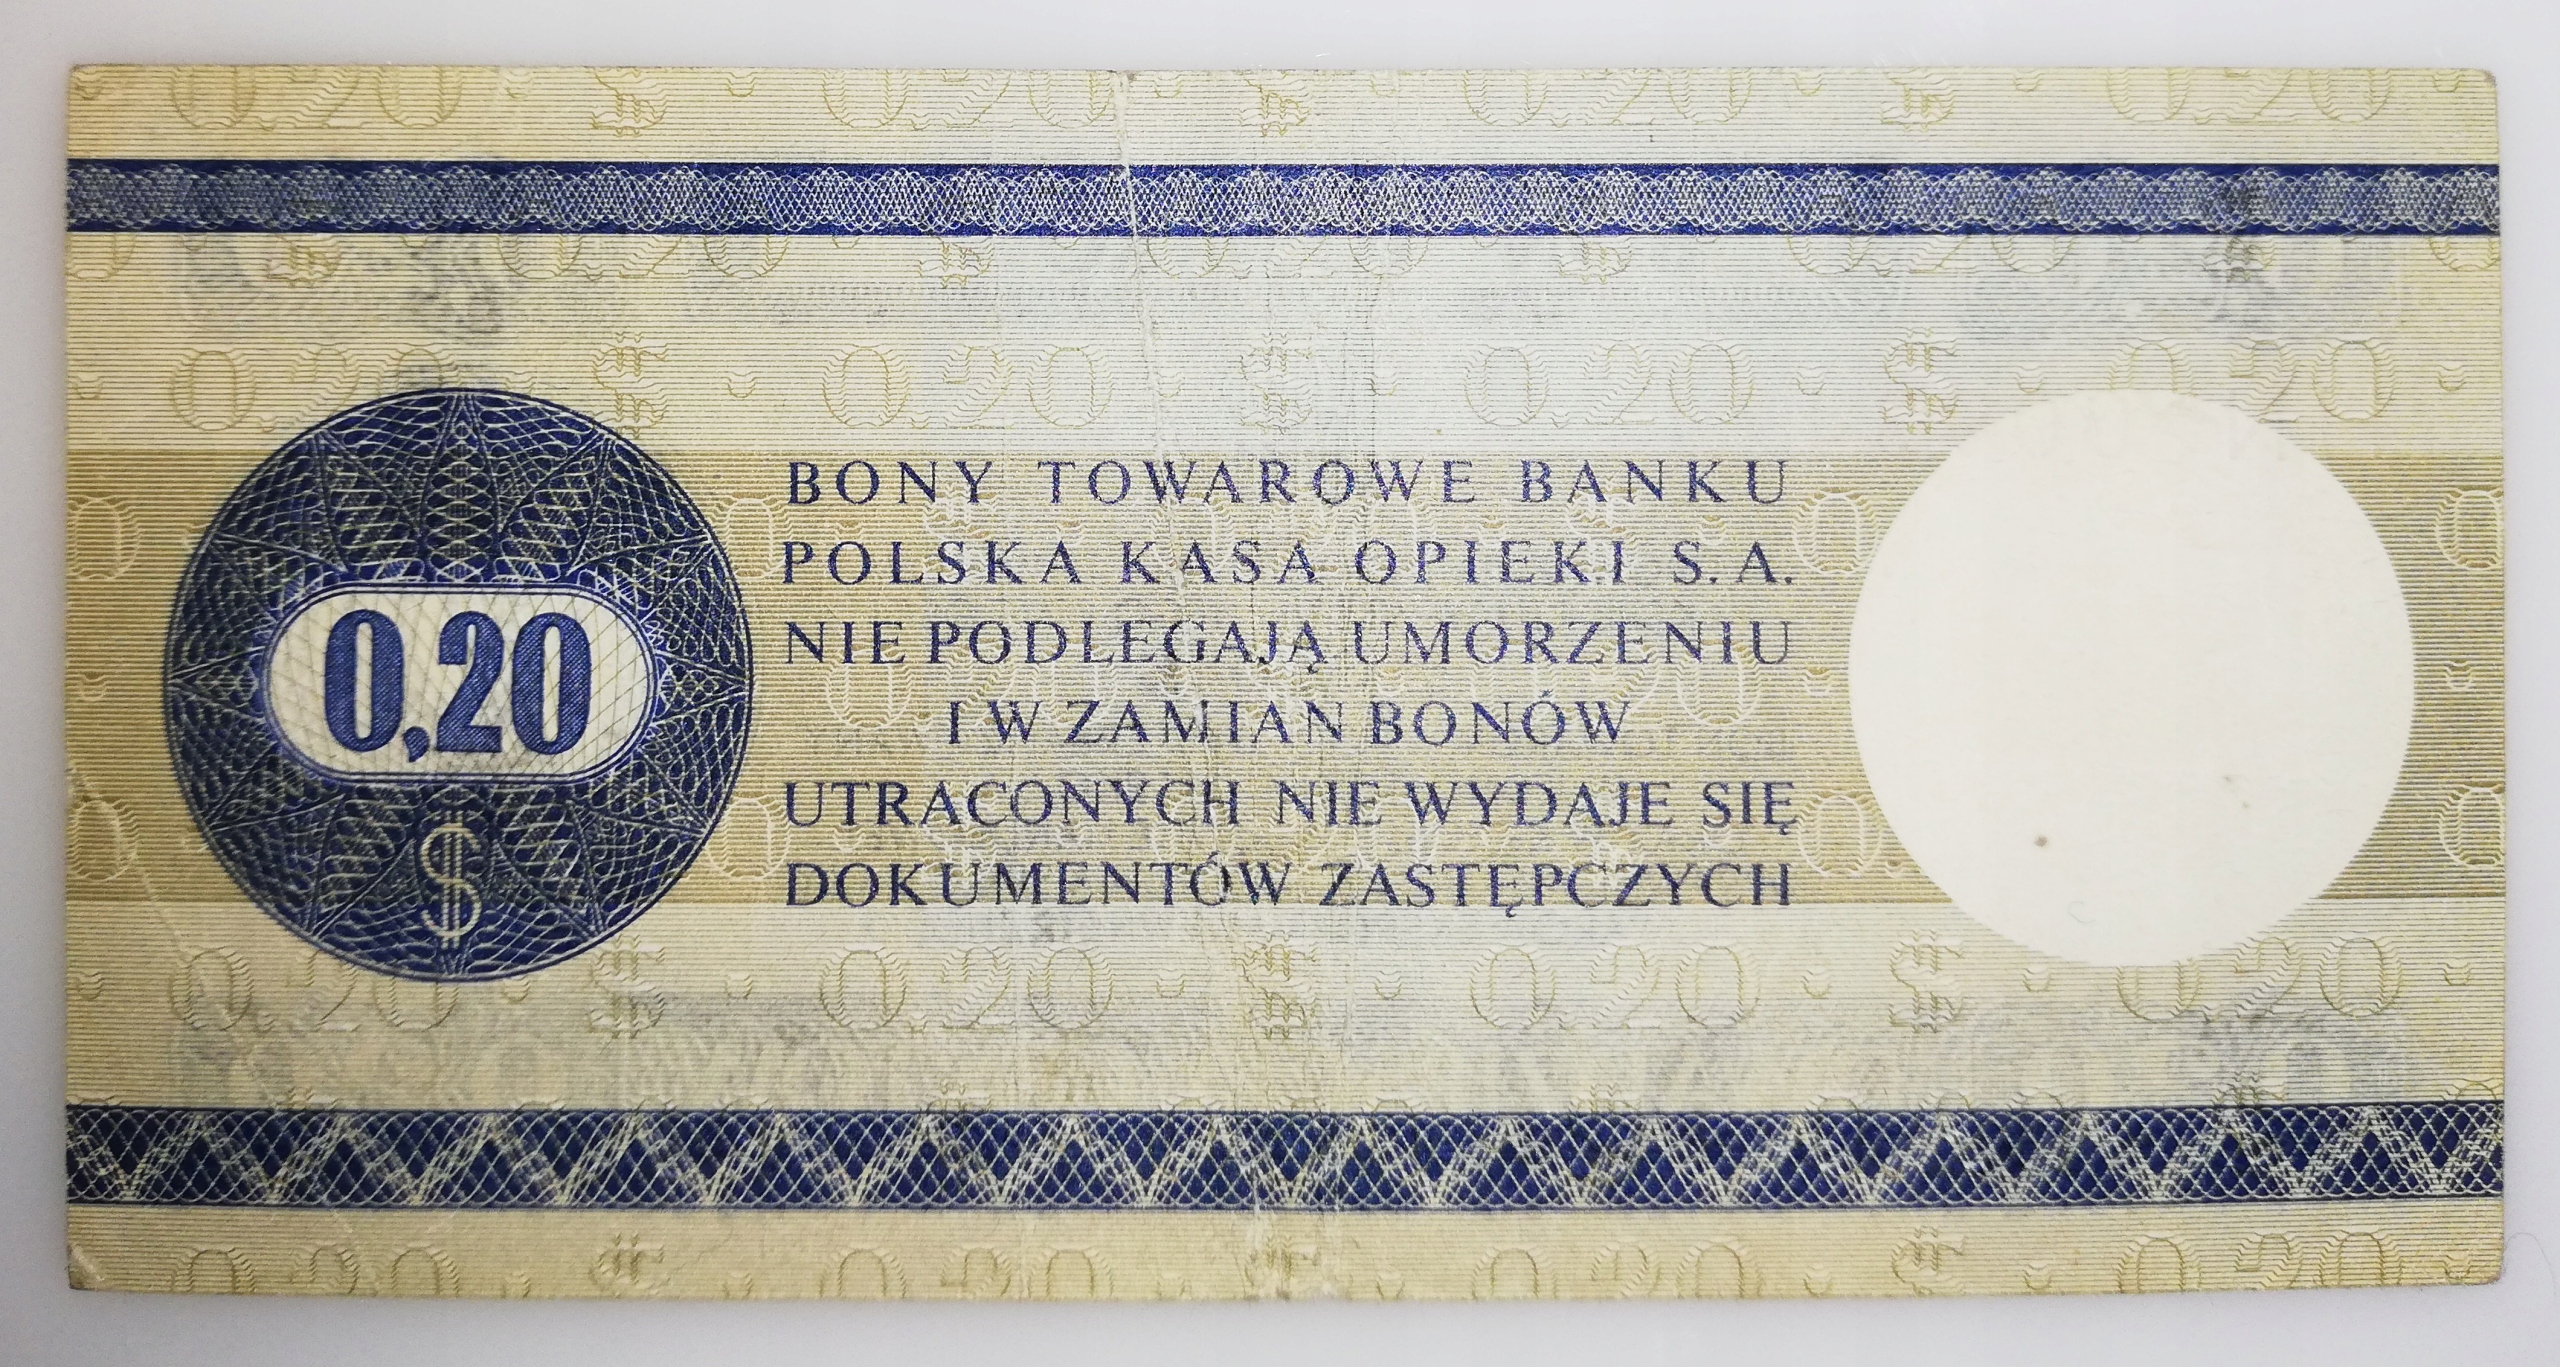 BONY TOWAROWE BANKU
POLSKA KASA OPIEKI S.A.
NIE PODLEGAJĄ UMORZENIU
I W ZAMIAN BONÓW
UTRACONYCH NIE WYDAJE SIĘ
DOKUMENTÓW ZASTĘPCZYCH
0,20
$